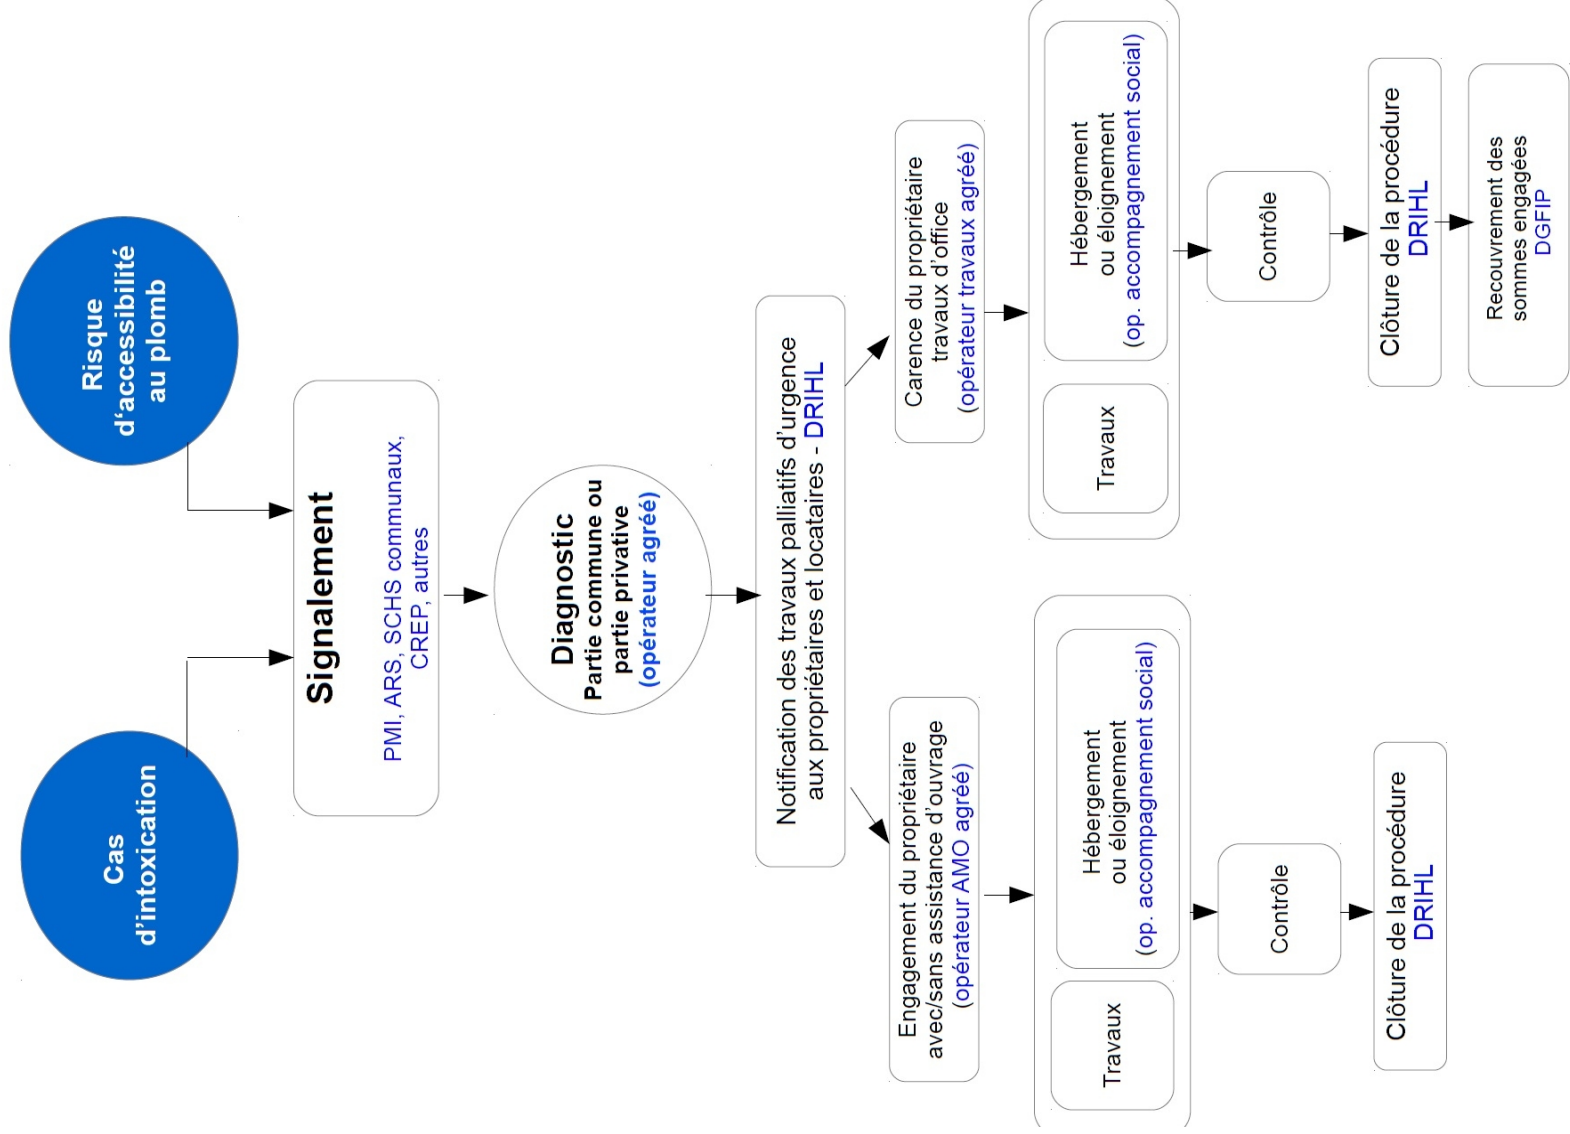 Cas
d'intoxication
Risque
d'accessibilité
au plomb
Signalement
PMI, ARS, SCHS communaux,
CREP, autres
Diagnostic
Partie commune ou
partie privative
(opérateur agréé)
Notification des travaux palliatifs d'urgence
aux propriétaires et locataires - DRIHL
Engagement du propriétaire
avec/sans assistance d'ouvrage
(opérateur AMO agréé)
Travaux
Hébergement
ou éloignement
(op. accompagnement social)
Contrôle
Clôture de la procédure
DRIHL
Carence du propriétaire
travaux d'office
(opérateur travaux agréé)
Travaux
Hébergement
ou éloignement
(op. accompagnement social)
Contrôle
Clôture de la procédure
DRIHL
Recouvrement des
sommes engagées
DGFIP